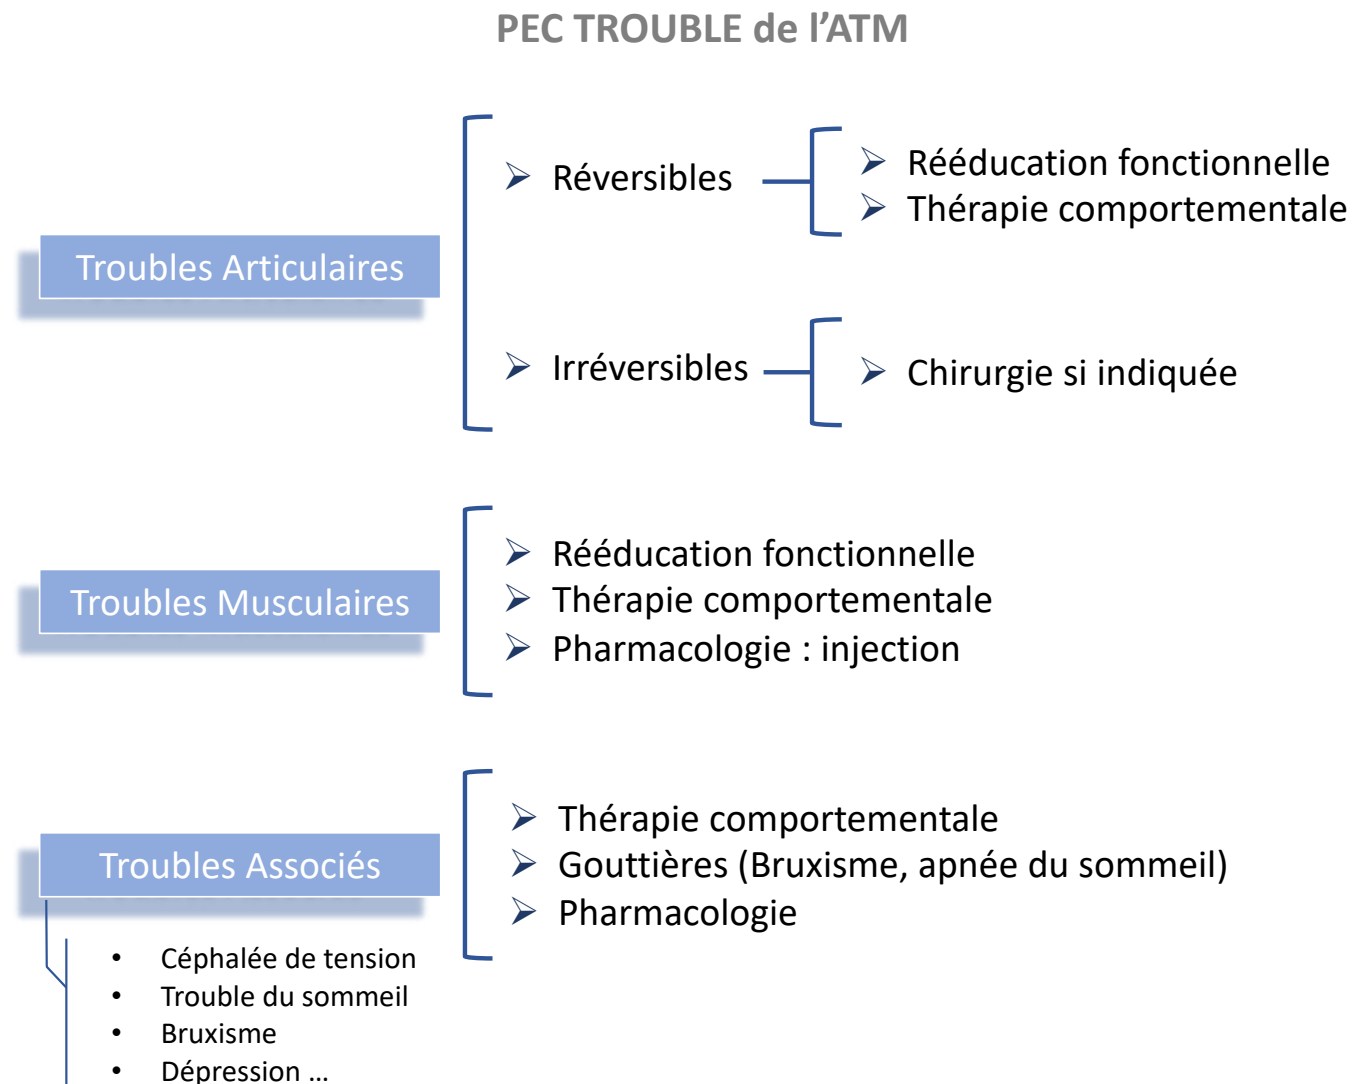 PEC TROUBLE de l’ATM
Troubles Articulaires
➢ Réversibles
➢ Rééducation fonctionnelle
➢ Thérapie comportementale
➢ Irréversibles
➢ Chirurgie si indiquée
Troubles Musculaires
➢ Rééducation fonctionnelle
➢ Thérapie comportementale
➢ Pharmacologie : injection
Troubles Associés
➢ Thérapie comportementale
➢ Gouttières (Bruxisme, apnée du sommeil)
➢ Pharmacologie
• Céphalée de tension
• Trouble du sommeil
• Bruxisme
• Dépression ...